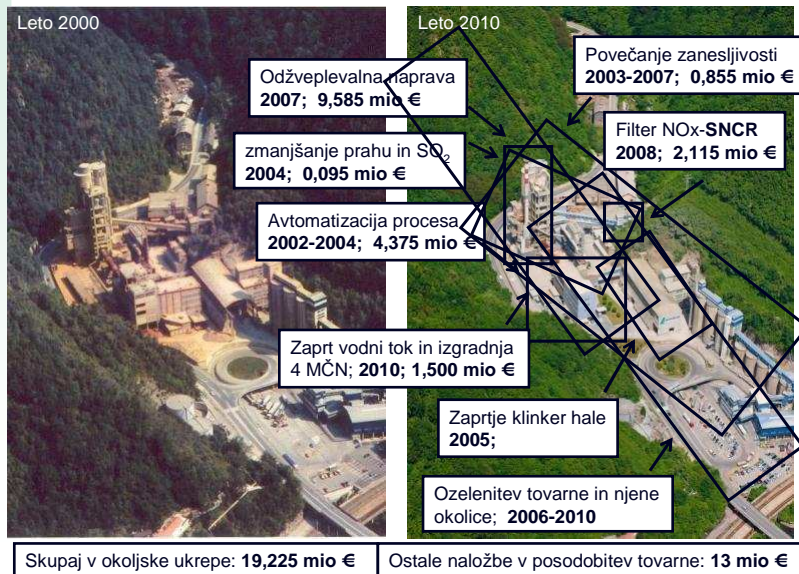 Leto 2000
Leto 2010
Odžveplevalna naprava
2007; 9,585 mio €
Povečanje zanesljivosti
2003-2007; 0,855 mio €
zmanjšanje prahu in SO₂
2004; 0,095 mio €
Filter NOx-SNCR
2008; 2,115 mio €
Avtomatizacija procesa
2002-2004; 4,375 mio €
Zaprt vodni tok in izgradnja
4 MČN; 2010; 1,500 mio €
Zaprtje klinker hale
2005;
Ozelenitev tovarne in njene
okolice; 2006-2010
Skupaj v okoljske ukrepe: 19,225 mio €
Ostale naložbe v posodobitev tovarne: 13 mio €